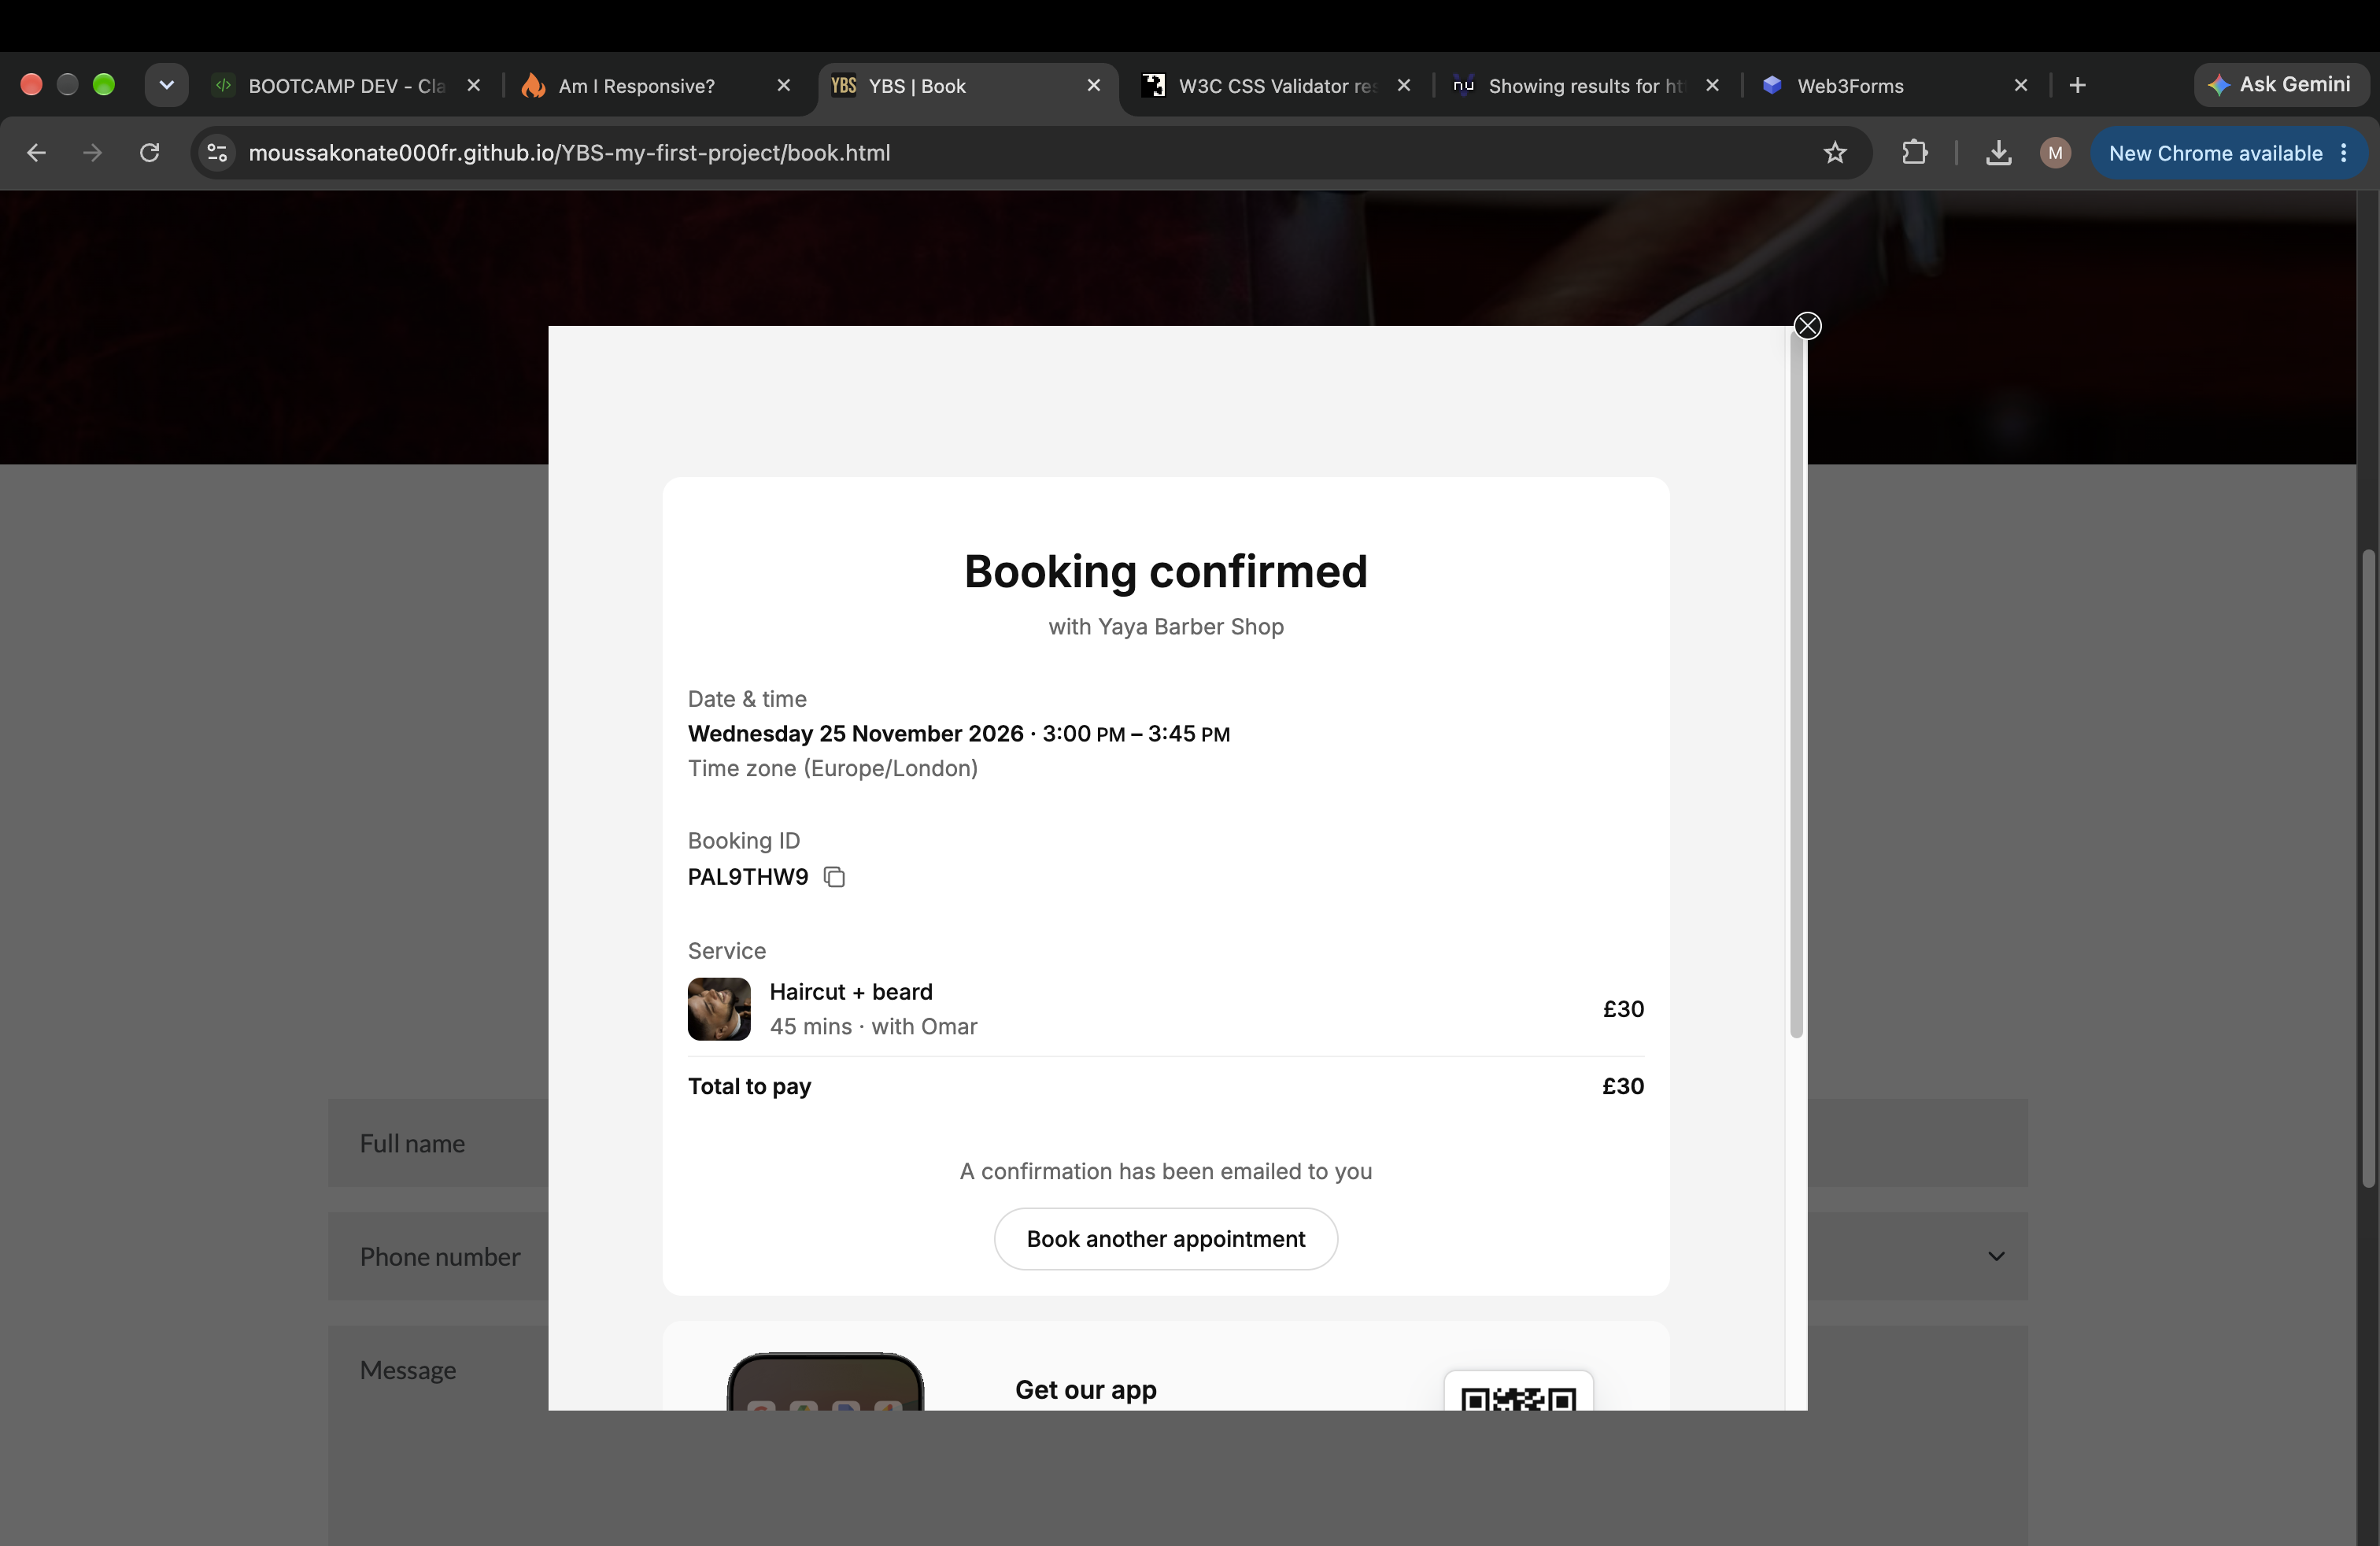 BOOTCAMP DEV - Cla
Am I Responsive?
YBS
YBS | Book
W3C CSS Validator res
nu
Showing results for ht
Web3Forms
Ask Gemini
moussakonate000fr.github.io/YBS-my-first-project/book.html
M
New Chrome available
Booking confirmed
with Yaya Barber Shop
Date & time
Wednesday 25 November 2026 · 3:00 PM – 3:45 PM
Time zone (Europe/London)
Booking ID
PAL9THW9
Service
Haircut + beard
45 mins · with Omar
£30
Total to pay
£30
A confirmation has been emailed to you
Book another appointment
Get our app
Full name
Phone number
Message